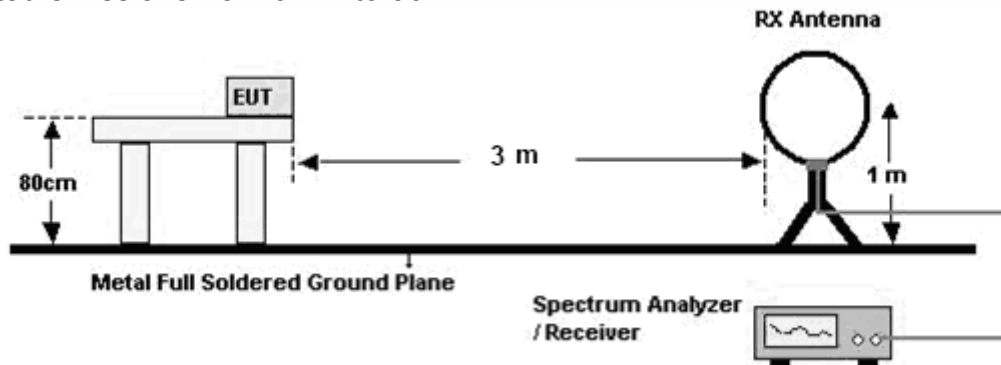 RX Antenna
EUT
3 m
80cm
1 m
Metal Full Soldered Ground Plane
Spectrum Analyzer
/ Receiver